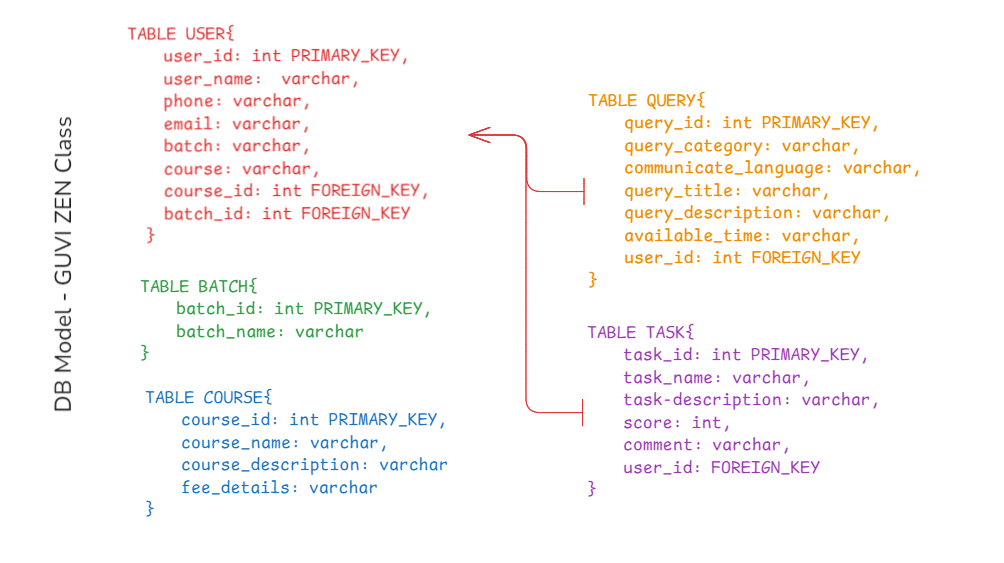 DB Model - GUVI ZEN Class
TABLE USER{
user_id: int PRIMARY_KEY,
user_name: varchar,
phone: varchar,
email: varchar,
batch: varchar,
course: varchar,
course_id: int FOREIGN_KEY,
batch_id: int FOREIGN_KEY
}
TABLE BATCH{
batch_id: int PRIMARY_KEY,
batch_name: varchar
}
TABLE COURSE{
course_id: int PRIMARY_KEY,
course_name: varchar,
course_description: varchar
fee_details: varchar
}
TABLE QUERY{
query_id: int PRIMARY_KEY,
query_category: varchar,
communicate_language: varchar,
query_title: varchar,
query_description: varchar,
available_time: varchar,
user_id: int FOREIGN_KEY
}
TABLE TASK{
task_id: int PRIMARY_KEY,
task_name: varchar,
task-description: varchar,
score: int,
comment: varchar,
user_id: FOREIGN_KEY
}